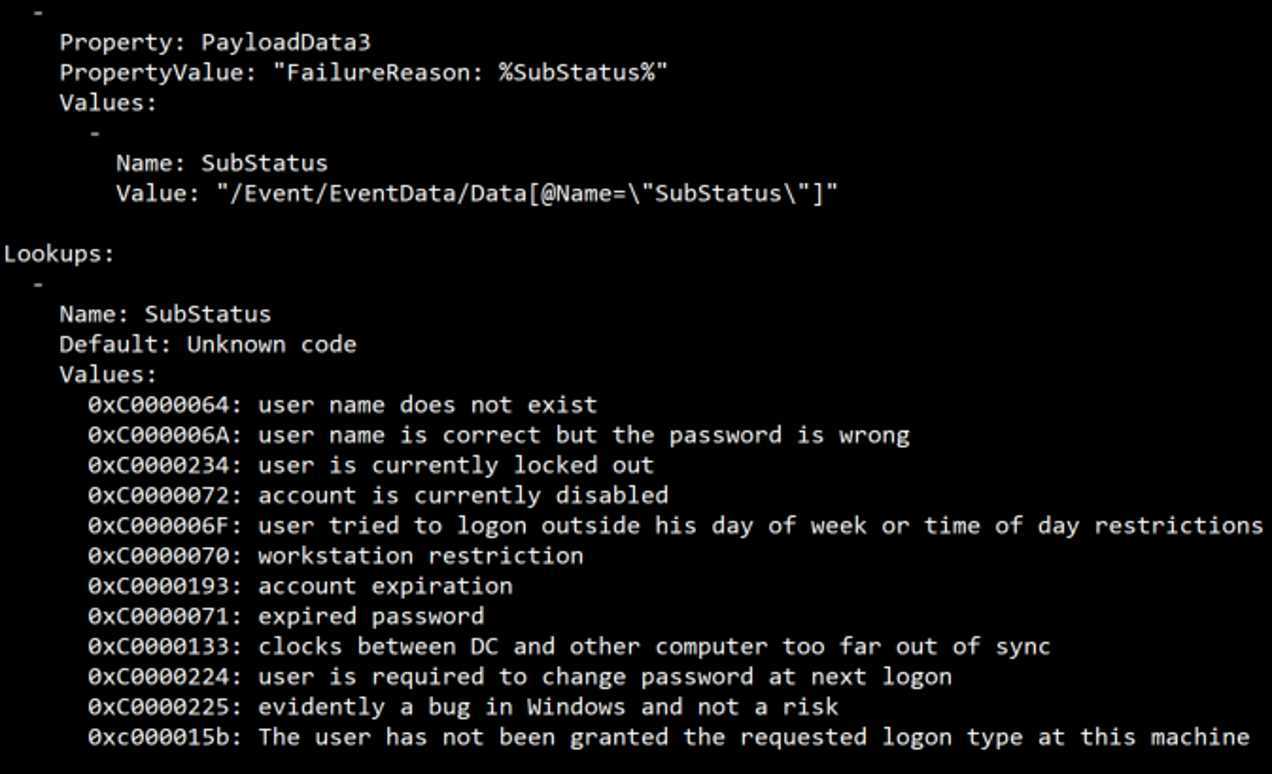 -
Property: PayloadData3
PropertyValue: "FailureReason: %SubStatus%"
Values:
-
Name: SubStatus
Value: "/Event/EventData/Data[@Name=\"SubStatus\"]"
Lookups:
-
Name: SubStatus
Default: Unknown code
Values:
0xC0000064: user name does not exist
0xC000006A: user name is correct but the password is wrong
0xC0000234: user is currently locked out
0xC0000072: account is currently disabled
0xC000006F: user tried to logon outside his day of week or time of day restrictions
0xC0000070: workstation restriction
0xC0000193: account expiration
0xC0000071: expired password
0xC0000133: clocks between DC and other computer too far out of sync
0xC0000224: user is required to change password at next logon
0xC0000225: evidently a bug in Windows and not a risk
0xc000015b: The user has not been granted the requested logon type at this machine